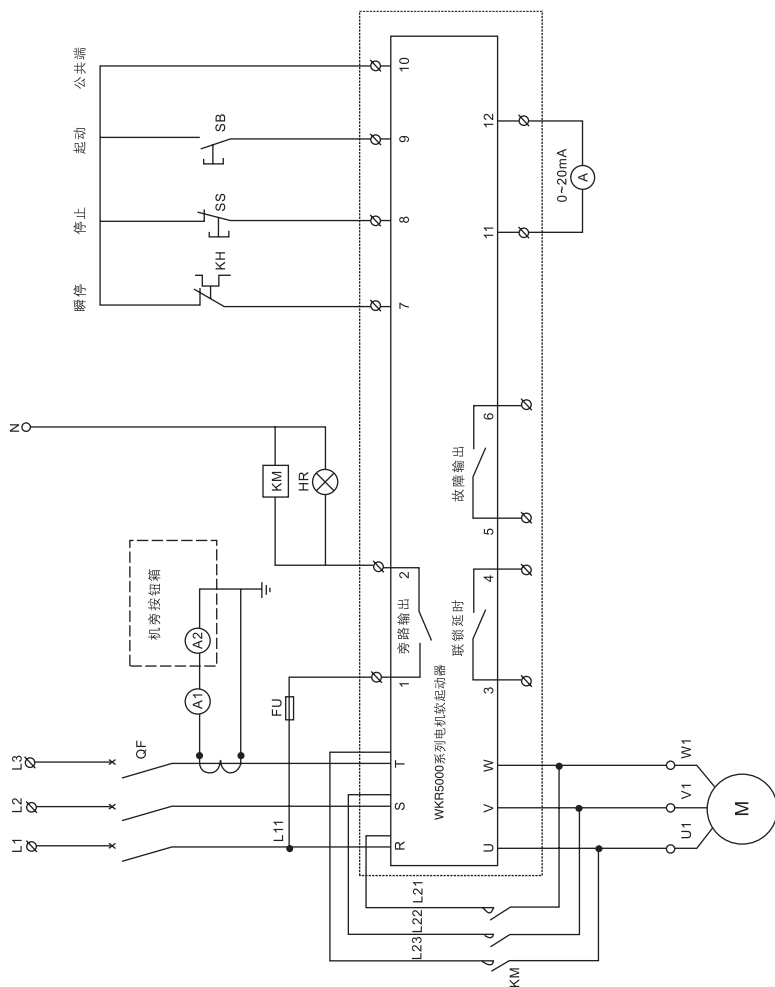 L1
L2
L3
QF
L11
FU
A1
A2
机旁按钮箱
N
KM
HR
瞬停
停止
起动
公共端
KH
SS
SB
R
S
T
1
2
旁路输出
7
8
9
10
WKR5000系列电机软起动器
U
V
W
3
4
联锁延时
5
6
故障输出
11
12
0~20mA
A
L21
L22
L23
KM
U1
V1
W1
M